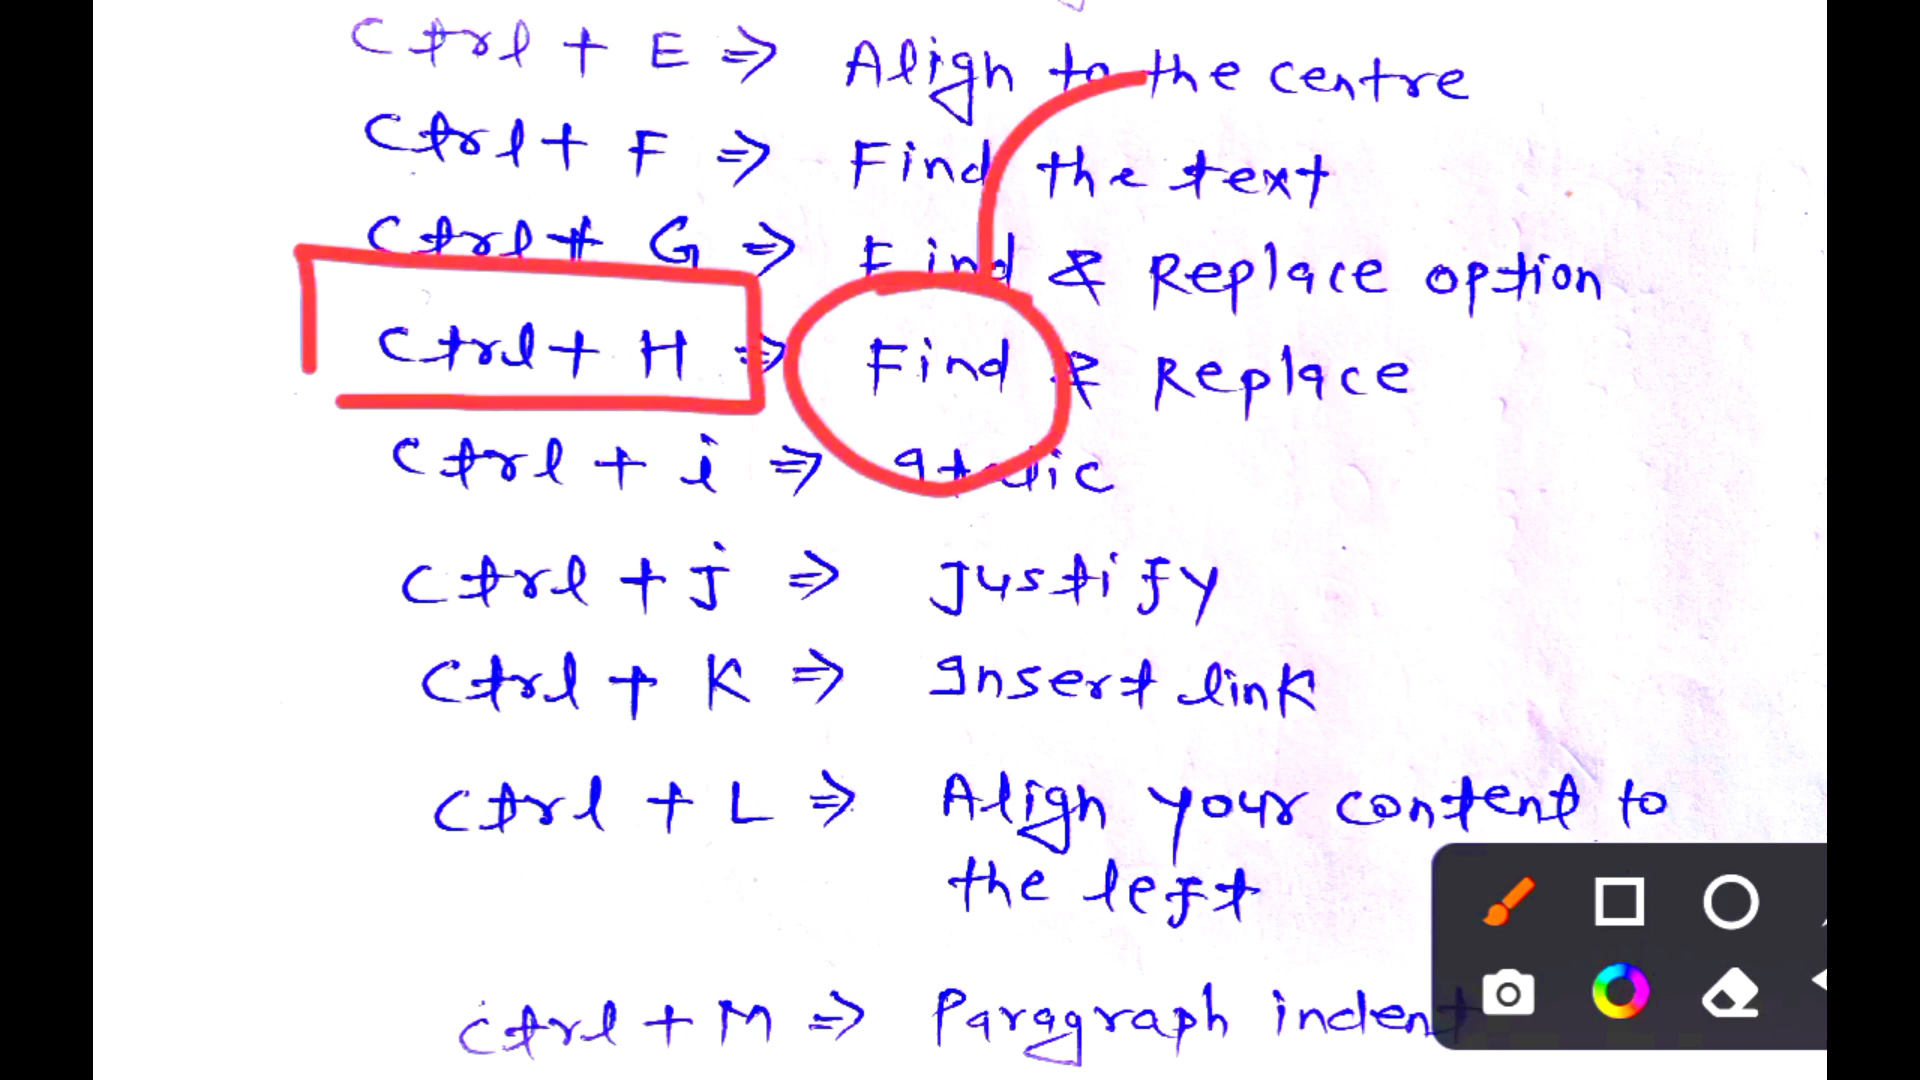 Ctrl + E ⇒ Align to the centre
Ctrl + F ⇒ Find the text
Ctrl + G ⇒ Find & Replace option
Ctrl + H ⇒ Find & Replace
Ctrl + i ⇒ Italic
Ctrl + j ⇒ Justify
Ctrl + K ⇒ Insert link
Ctrl + L ⇒ Align your content to
the left
Ctrl + M ⇒ Paragraph indent